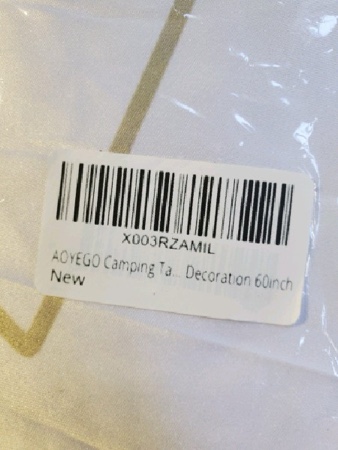 X003RZAMIL
AOYEGO Camping Ta... Decoration 60inch
New